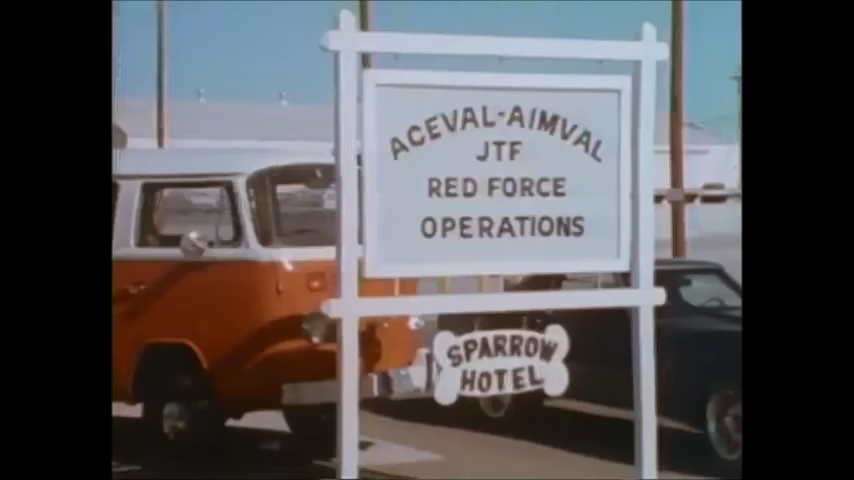 ACEVAL-AIMVAL
JTF
RED FORCE
OPERATIONS
SPARROW
HOTEL